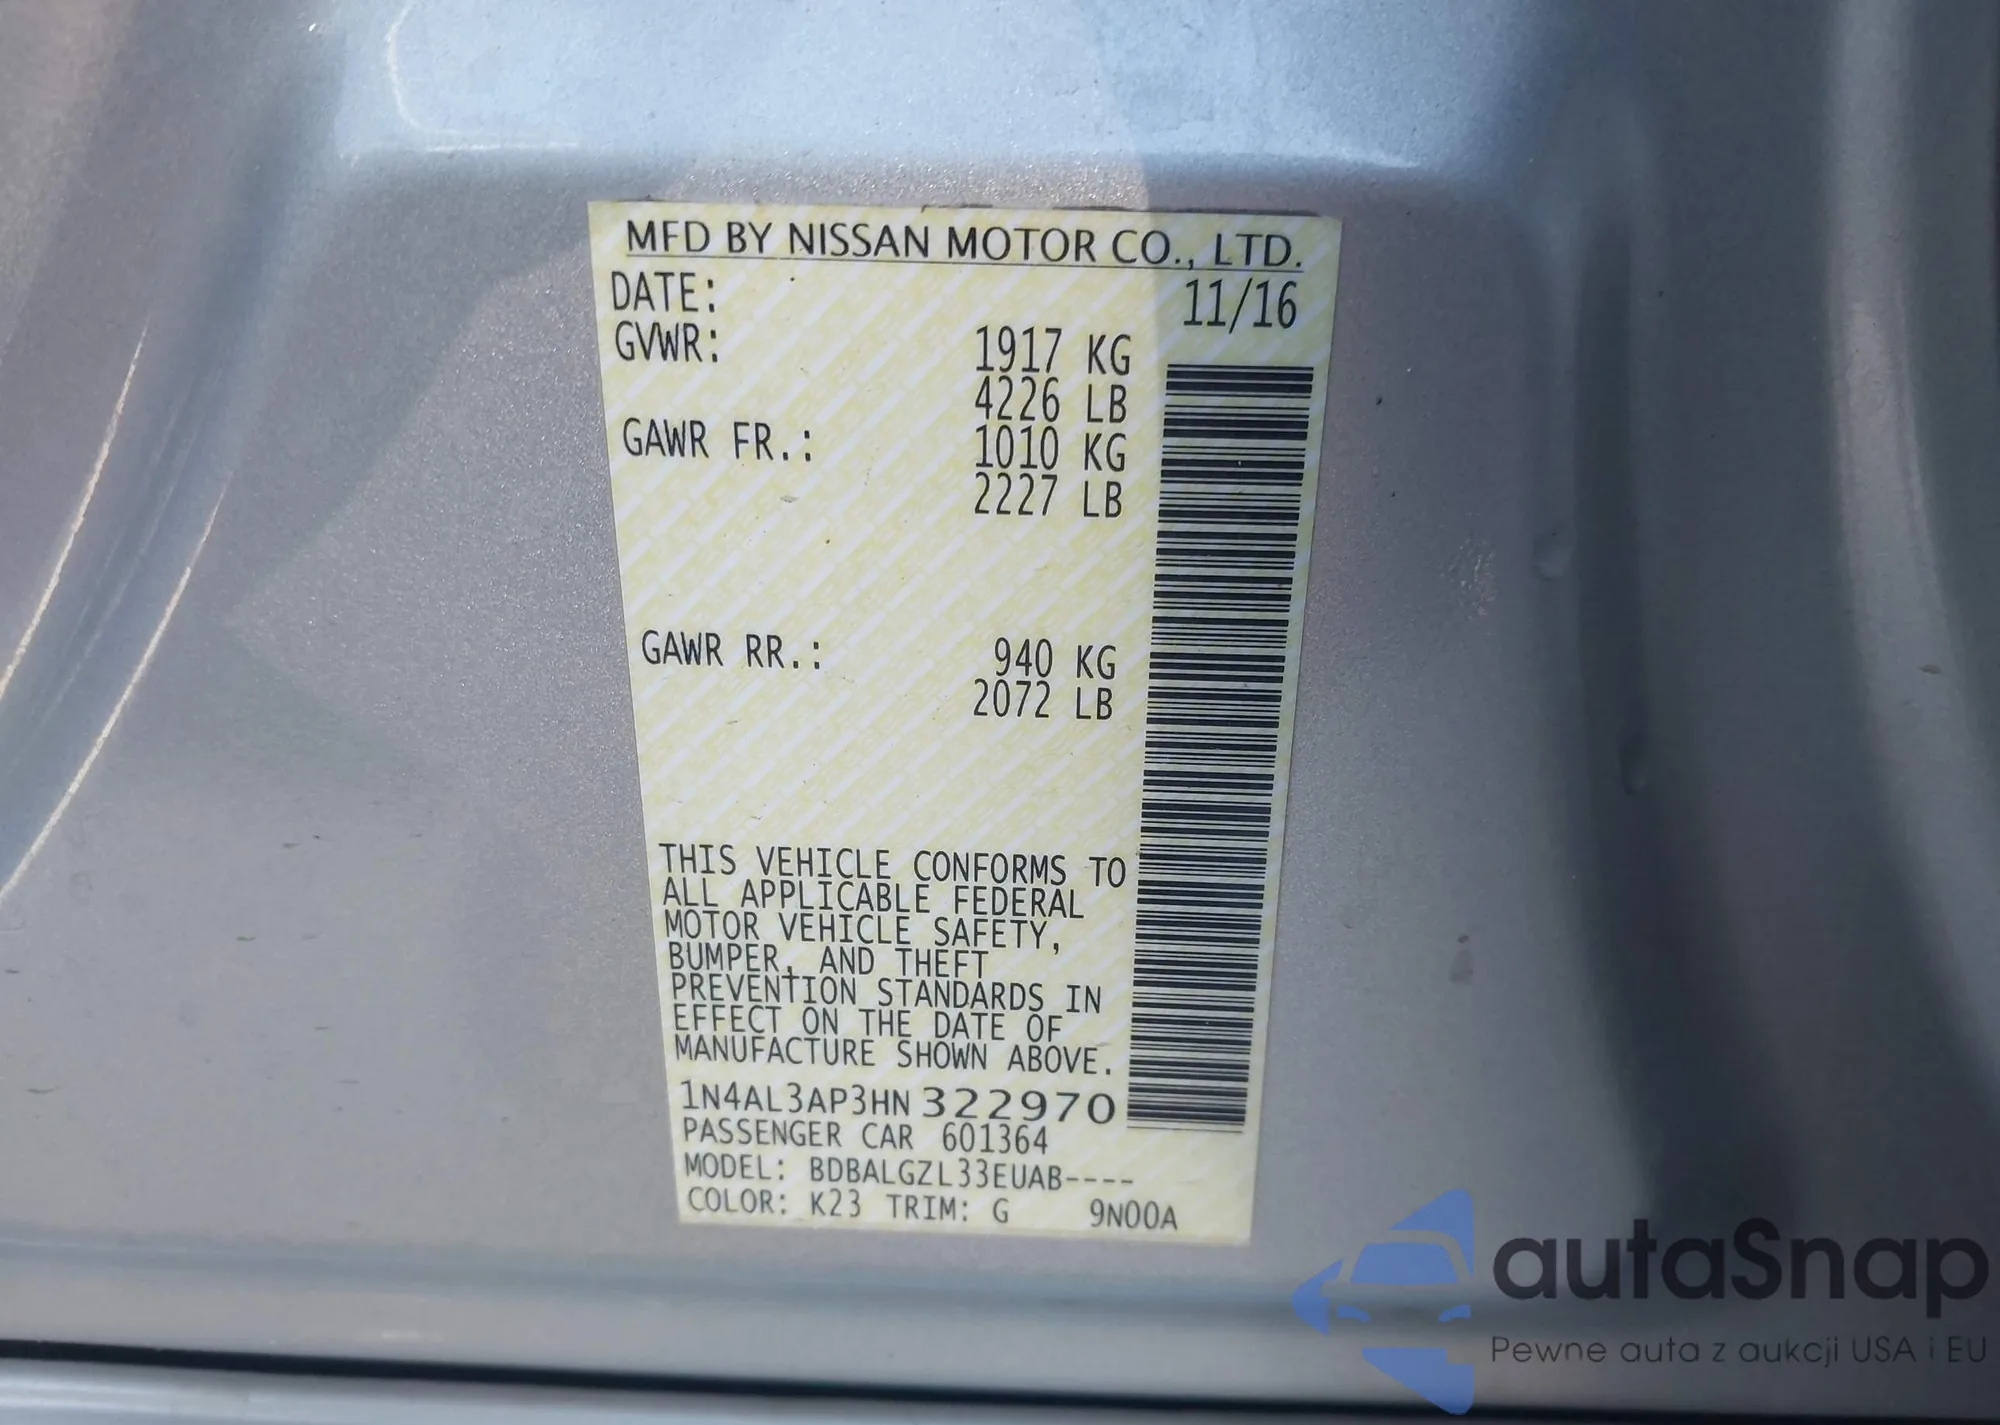 MFD BY NISSAN MOTOR CO., LTD.
DATE: 11/16
GVWR: 1917 KG
4226 LB
GAWR FR.: 1010 KG
2227 LB
GAWR RR.: 940 KG
2072 LB
THIS VEHICLE CONFORMS TO
ALL APPLICABLE FEDERAL
MOTOR VEHICLE SAFETY,
BUMPER, AND THEFT
PREVENTION STANDARDS IN
EFFECT ON THE DATE OF
MANUFACTURE SHOWN ABOVE.
1N4AL3AP3HN322970
PASSENGER CAR 601364
MODEL: BDBALGZL33EUAB----
COLOR: K23 TRIM: G 9N00A
autaSnap
Pewne auta z aukcji USA i EU